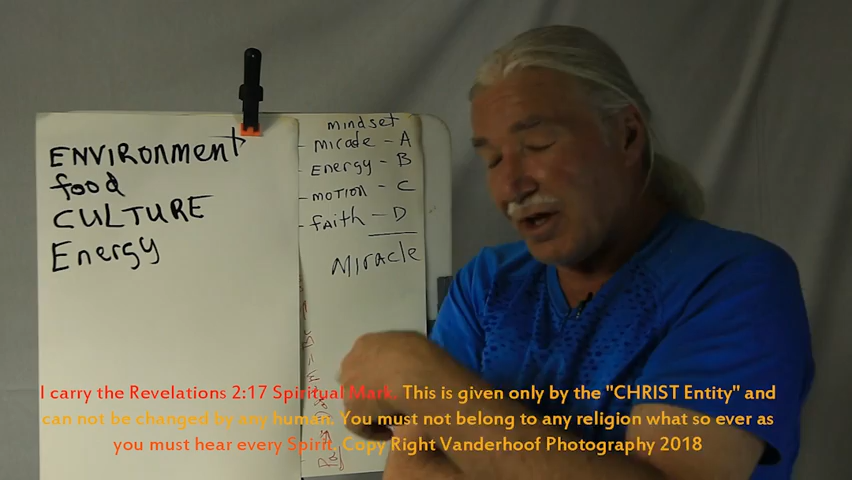 ENVIRONMENT
food
CULTURE
Energy
mindset
miracle - A
Energy - B
MOTION - C
FAITH - D
Miracle
I carry the Revelations 2:17 Spiritual Mark. This is given only by the "CHRIST Entity" and
can not be changed by any human. You must not belong to any religion what so ever as
you must hear every Spirit. Copy Right Vanderhoof Photography 2018